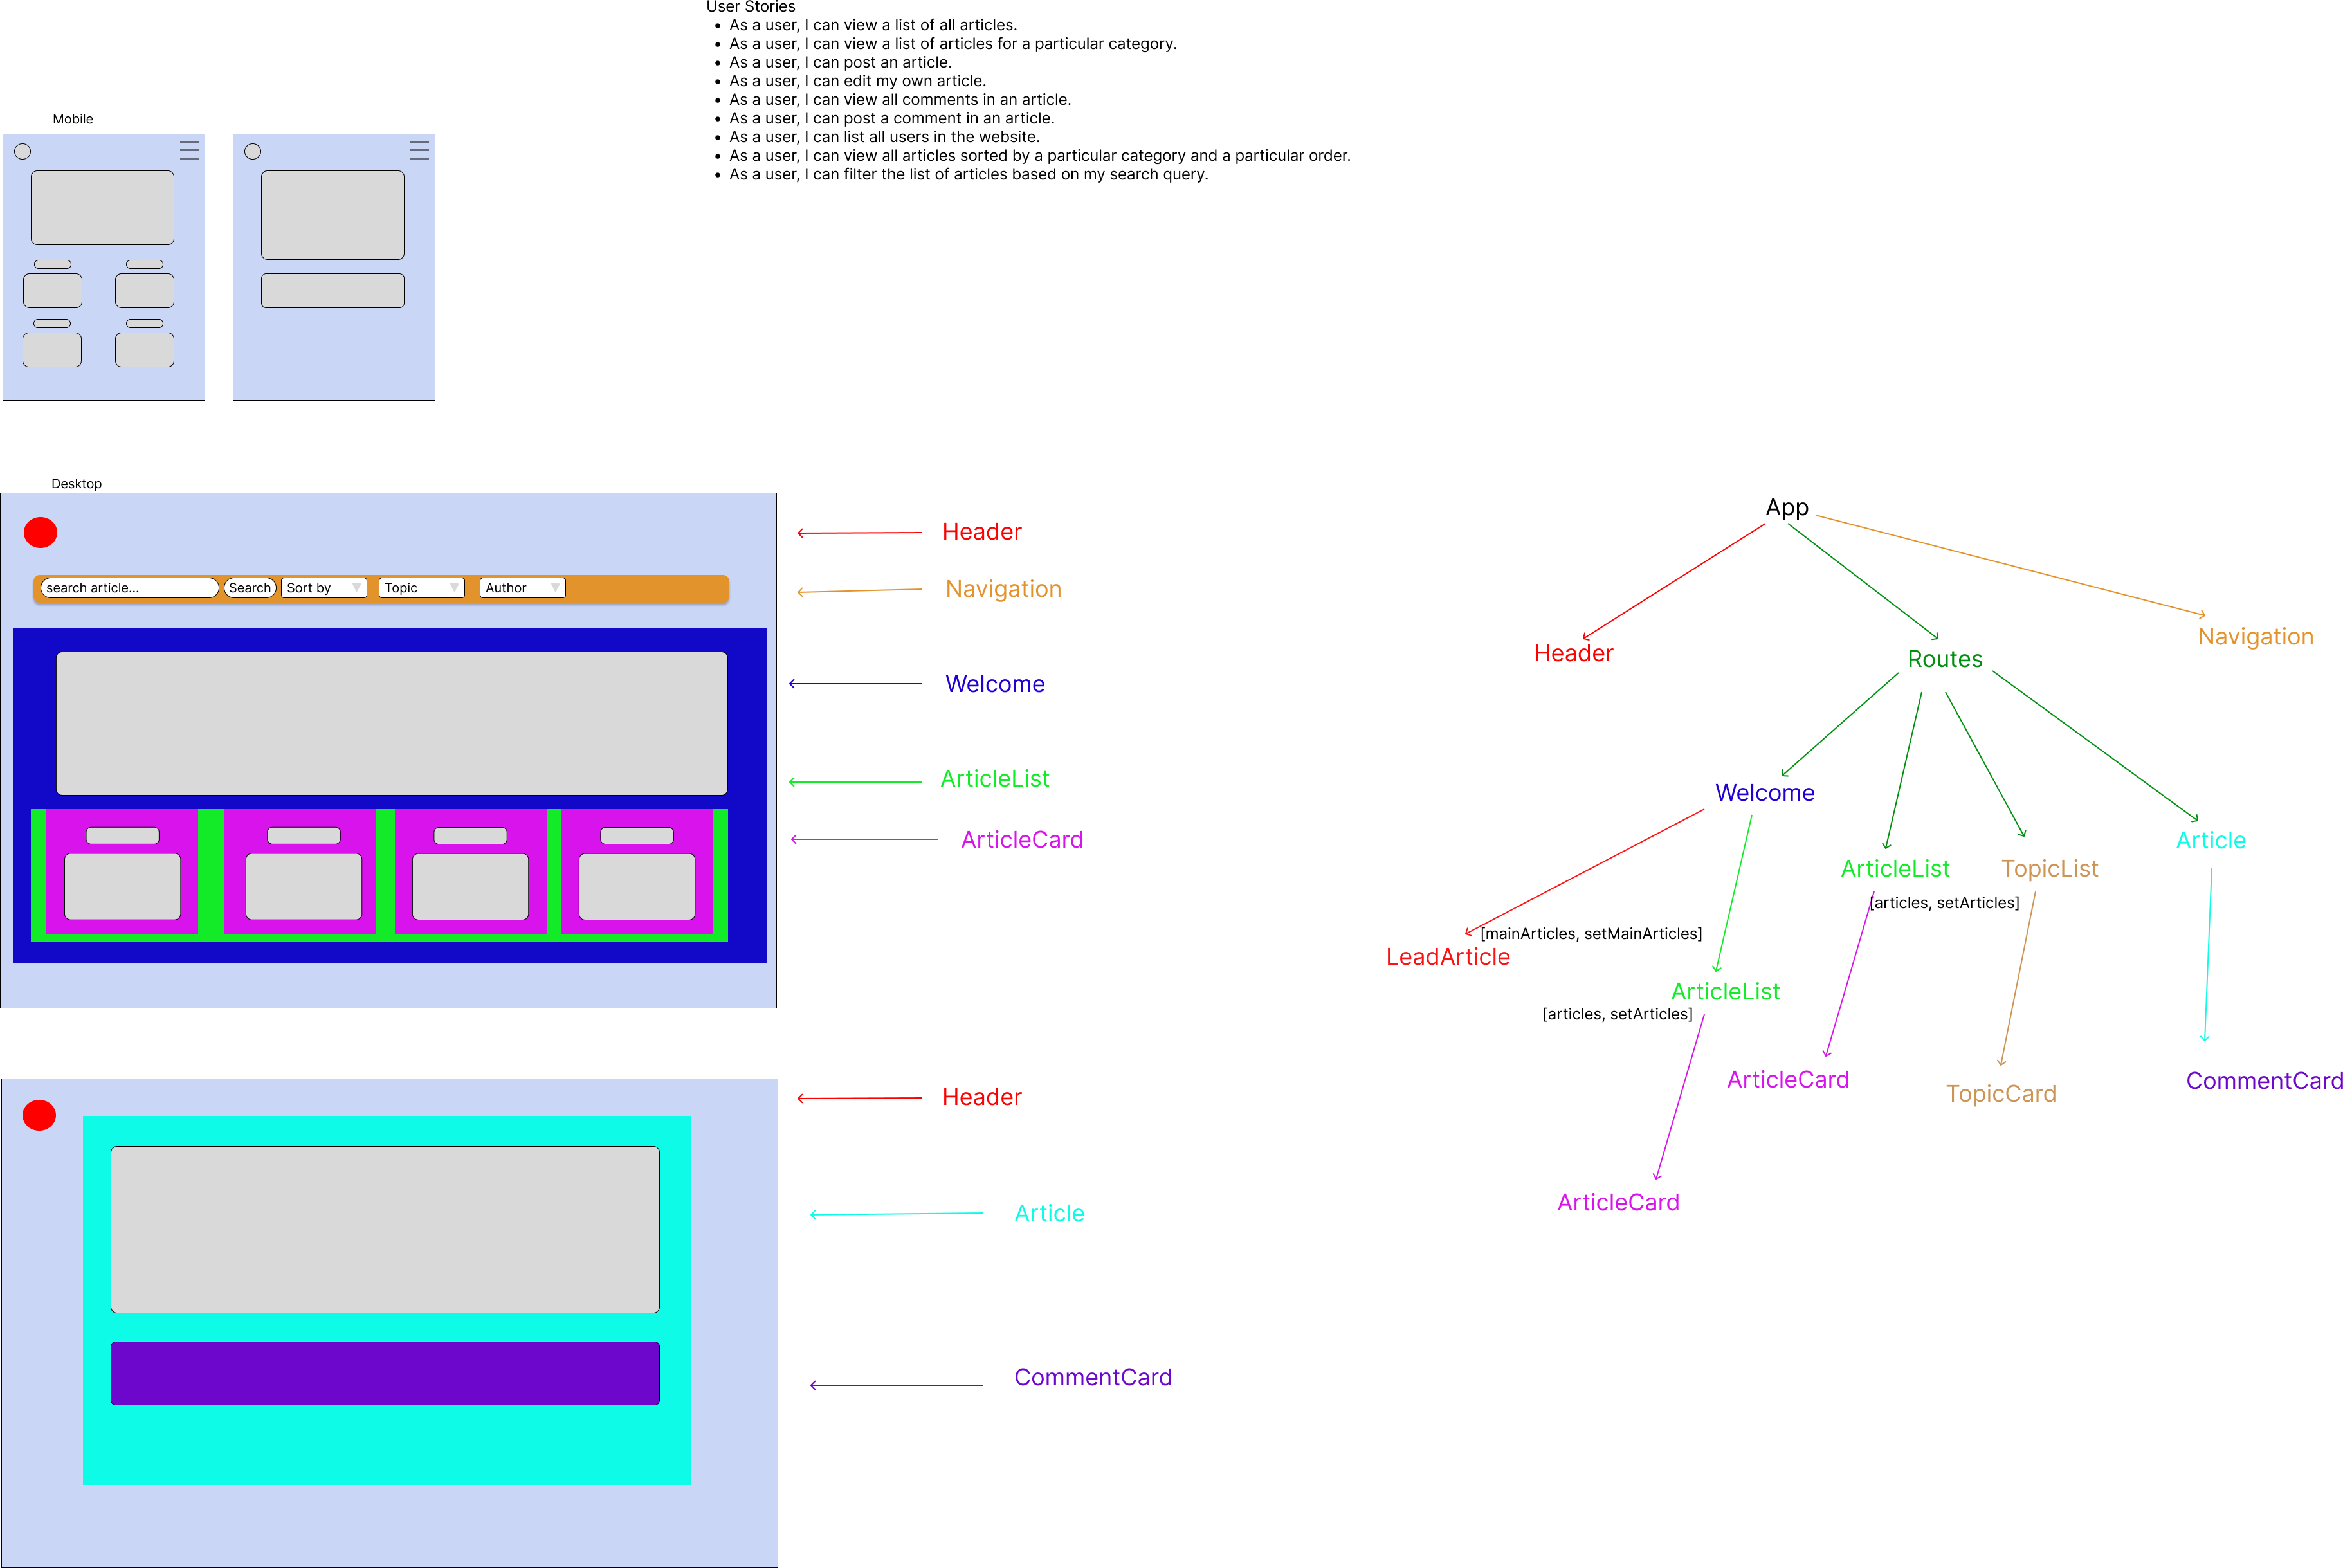 User Stories
As a user, I can view a list of all articles.
As a user, I can view a list of articles for a particular category.
As a user, I can post an article.
As a user, I can edit my own article.
As a user, I can view all comments in an article.
As a user, I can post a comment in an article.
As a user, I can list all users in the website.
As a user, I can view all articles sorted by a particular category and a particular order.
As a user, I can filter the list of articles based on my search query.
Mobile
Desktop
Header
search article...
Search
Sort by
Topic
Author
Navigation
Welcome
ArticleList
ArticleCard
Header
Article
CommentCard
App
Header
Routes
Navigation
Welcome
ArticleList
[articles, setArticles]
TopicList
Article
[mainArticles, setMainArticles]
LeadArticle
ArticleList
[articles, setArticles]
ArticleCard
TopicCard
CommentCard
ArticleCard